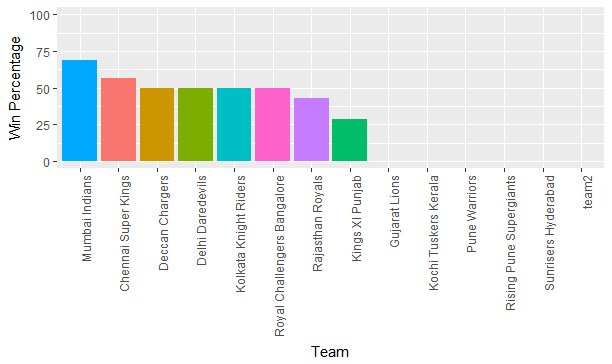 100
75
50
25
0
Win Percentage
Mumbai Indians
Chennai Super Kings
Deccan Chargers
Delhi Daredevils
Kolkata Knight Riders
Royal Challengers Bangalore
Rajasthan Royals
Kings XI Punjab
Gujarat Lions
Kochi Tuskers Kerala
Pune Warriors
Rising Pune Supergiants
Sunrisers Hyderabad
team2
Team